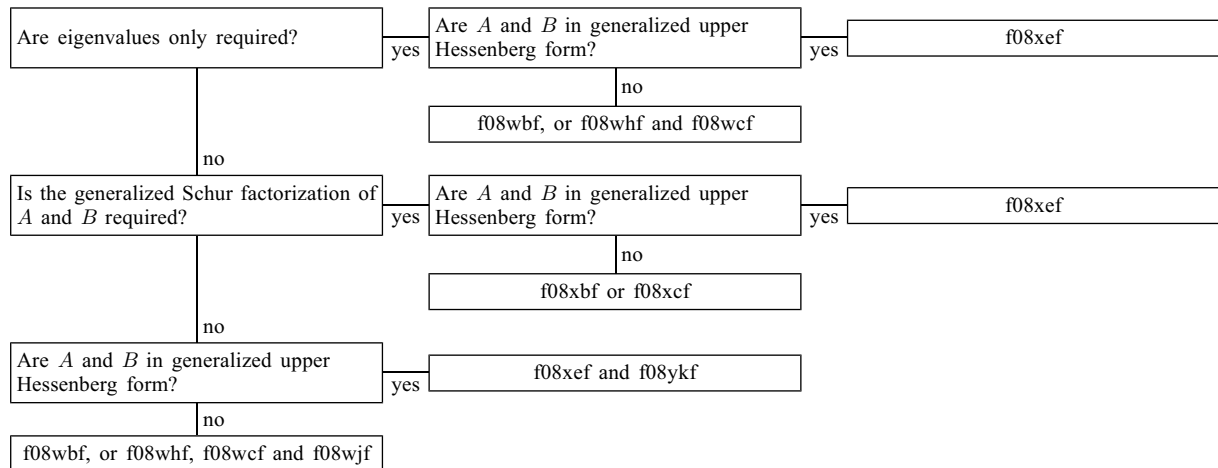 Are eigenvalues only required?
yes
Are A and B in generalized upper
Hessenberg form?
yes
f08xef
no
f08wbf, or f08whf and f08wcf
no
Is the generalized Schur factorization of
A and B required?
yes
Are A and B in generalized upper
Hessenberg form?
yes
f08xef
no
f08xbf or f08xcf
no
Are A and B in generalized upper
Hessenberg form?
yes
f08xef and f08ykf
no
f08wbf, or f08whf, f08wcf and f08wjf